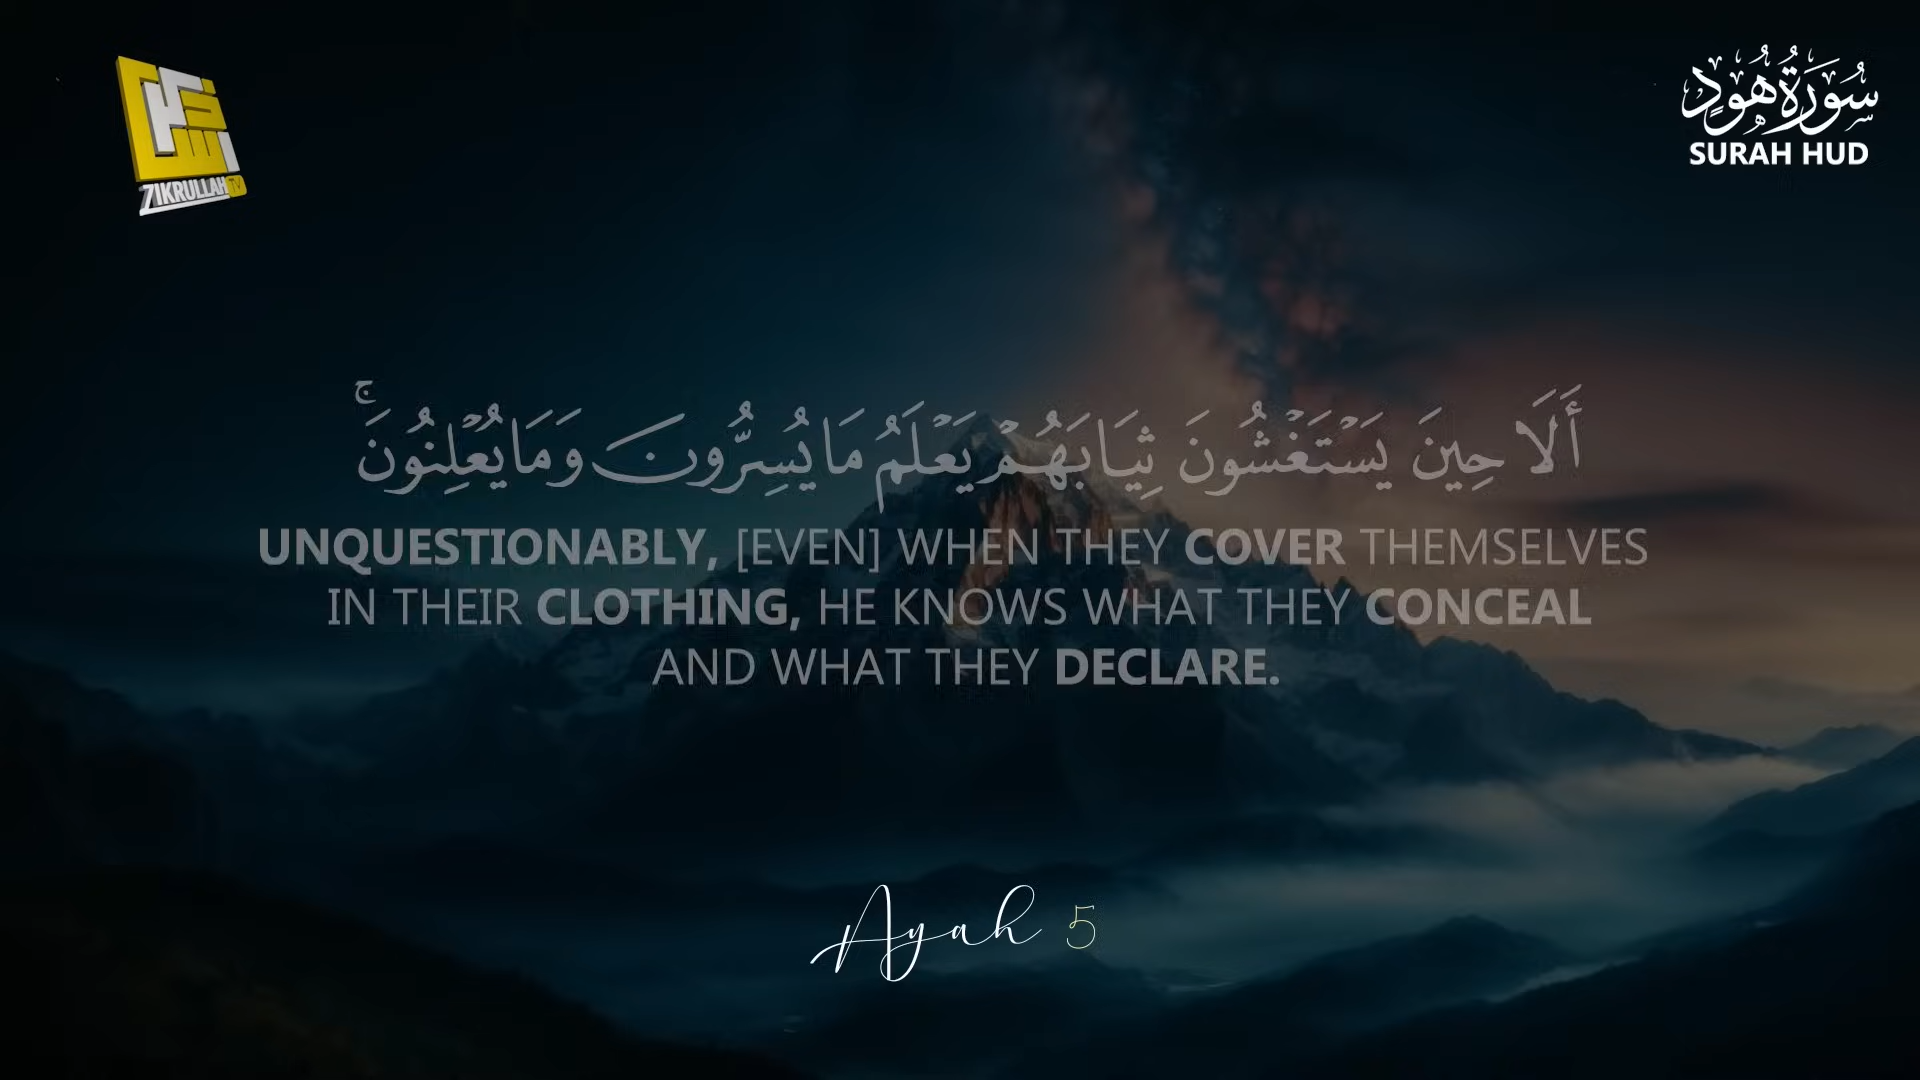 ZIKRULLAH TV
سُورَةُ هُودٍ
SURAH HUD
أَلَا حِينَ يَسْتَغْشُونَ ثِيَابَهُمْ يَعْلَمُ مَا يُسِرُّونَ وَمَا يُعْلِنُونَ ۚ
UNQUESTIONABLY, [EVEN] WHEN THEY COVER THEMSELVES
IN THEIR CLOTHING, HE KNOWS WHAT THEY CONCEAL
AND WHAT THEY DECLARE.
Ayah 5